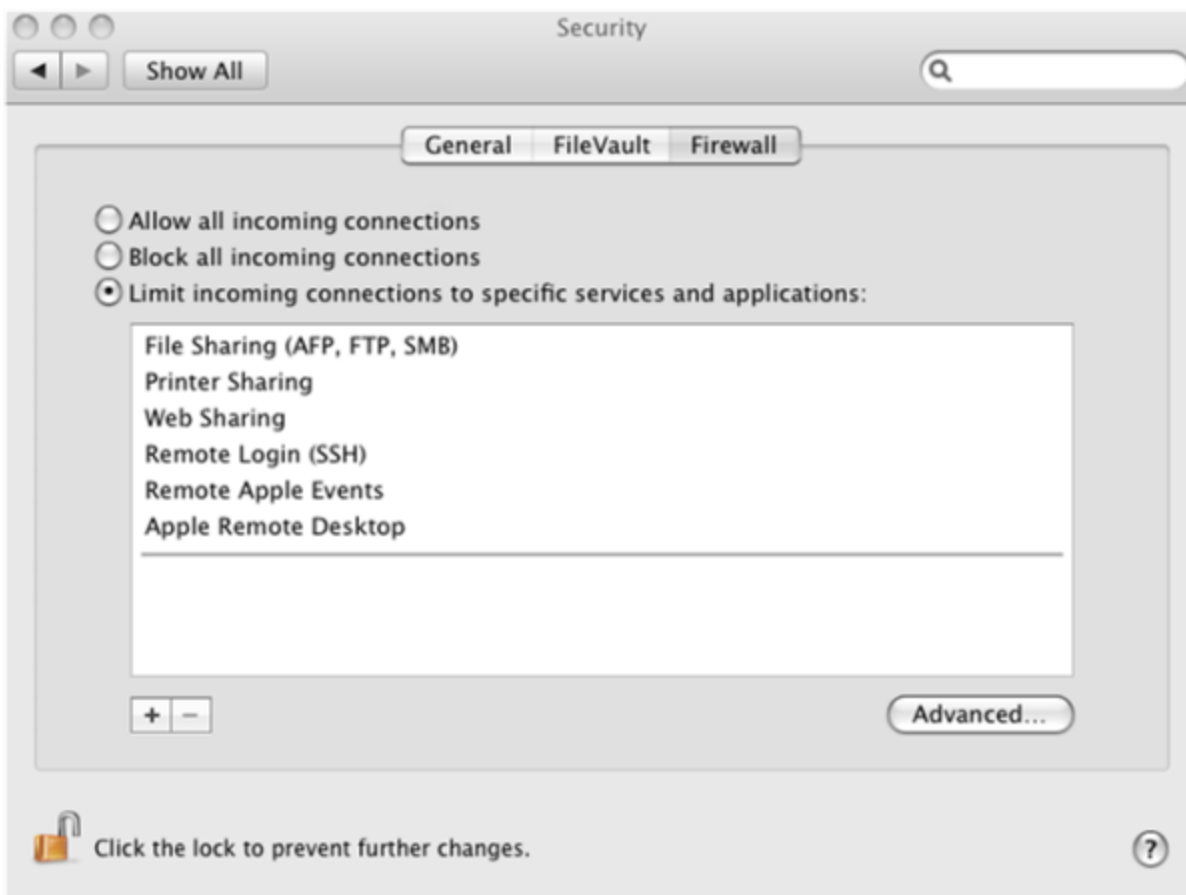 Security
Show All
General FileVault Firewall
Allow all incoming connections
Block all incoming connections
Limit incoming connections to specific services and applications:
File Sharing (AFP, FTP, SMB)
Printer Sharing
Web Sharing
Remote Login (SSH)
Remote Apple Events
Apple Remote Desktop
+ −
Advanced...
Click the lock to prevent further changes.
?